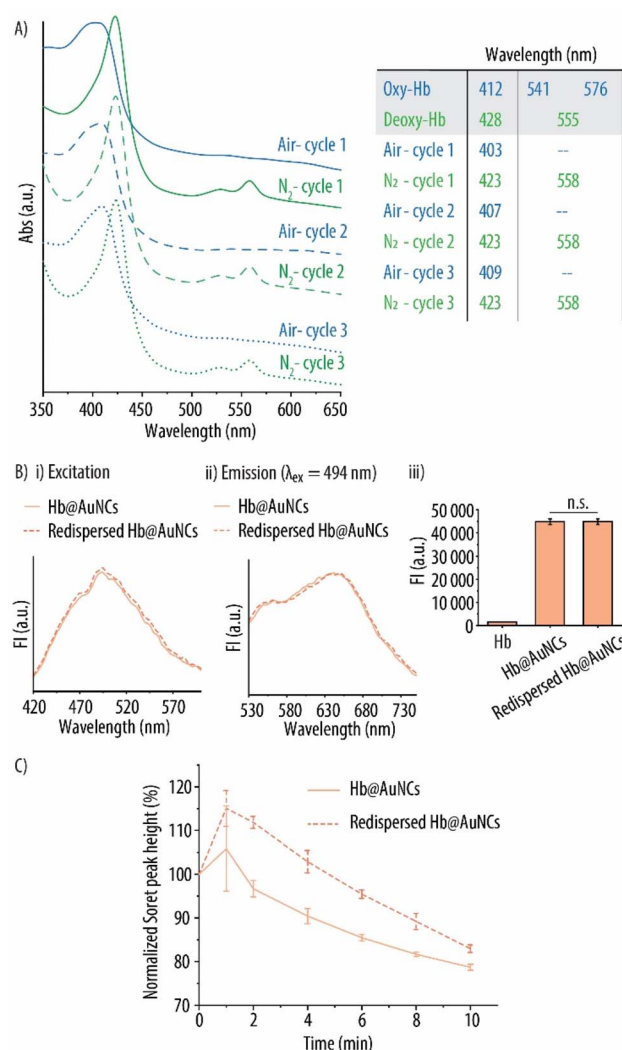 A)
Abs (a.u.)
Air- cycle 1
N2- cycle 1
Air- cycle 2
N2- cycle 2
Air- cycle 3
N2- cycle 3
350 400 450 500 550 600 650
Wavelength (nm)
Wavelength (nm)
Oxy-Hb 412 541 576
Deoxy-Hb 428 555
Air - cycle 1 403 --
N2 - cycle 1 423 558
Air - cycle 2 407 --
N2 - cycle 2 423 558
Air - cycle 3 409 --
N2 - cycle 3 423 558
B) i) Excitation
Hb@AuNCs
Redispersed Hb@AuNCs
FI (a.u.)
420 470 520 570
Wavelength (nm)
ii) Emission (λex = 494 nm)
Hb@AuNCs
Redispersed Hb@AuNCs
FI (a.u.)
530 580 630 640 730
Wavelength (nm)
iii)
n.s.
FI (a.u.)
50 000
40 000
30 000
20 000
10 000
0
Hb
Hb@AuNCs
Redispersed Hb@AuNCs
C)
Hb@AuNCs
Redispersed Hb@AuNCs
Normalized Soret peak height (%)
120
110
100
90
80
70
0 2 4 6 8 10
Time (min)